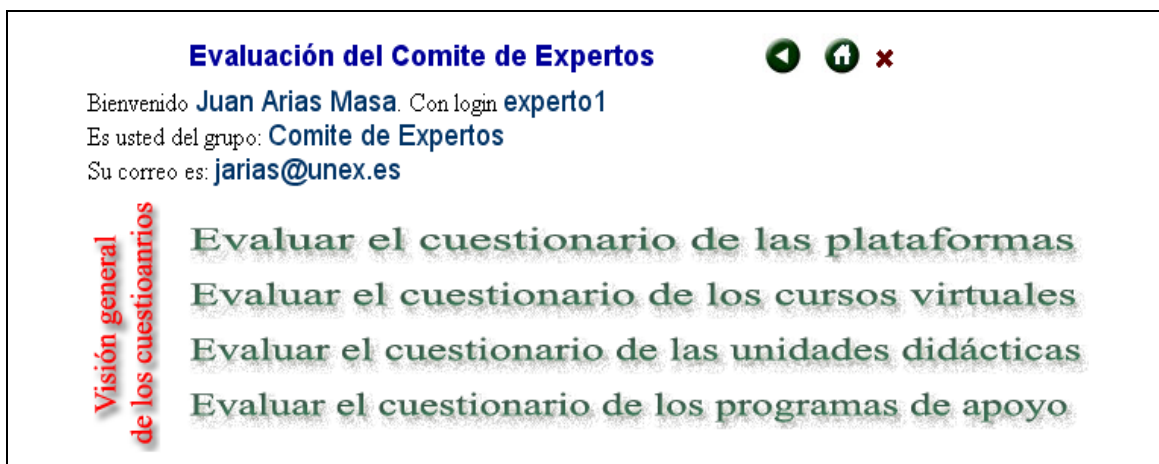 Evaluación del Comite de Expertos
Bienvenido Juan Arias Masa. Con login experto1
Es usted del grupo: Comite de Expertos
Su correo es: jarias@unex.es
Visión general
de los cuestioanrios
Evaluar el cuestionario de las plataformas
Evaluar el cuestionario de los cursos virtuales
Evaluar el cuestionario de las unidades didácticas
Evaluar el cuestionario de los programas de apoyo